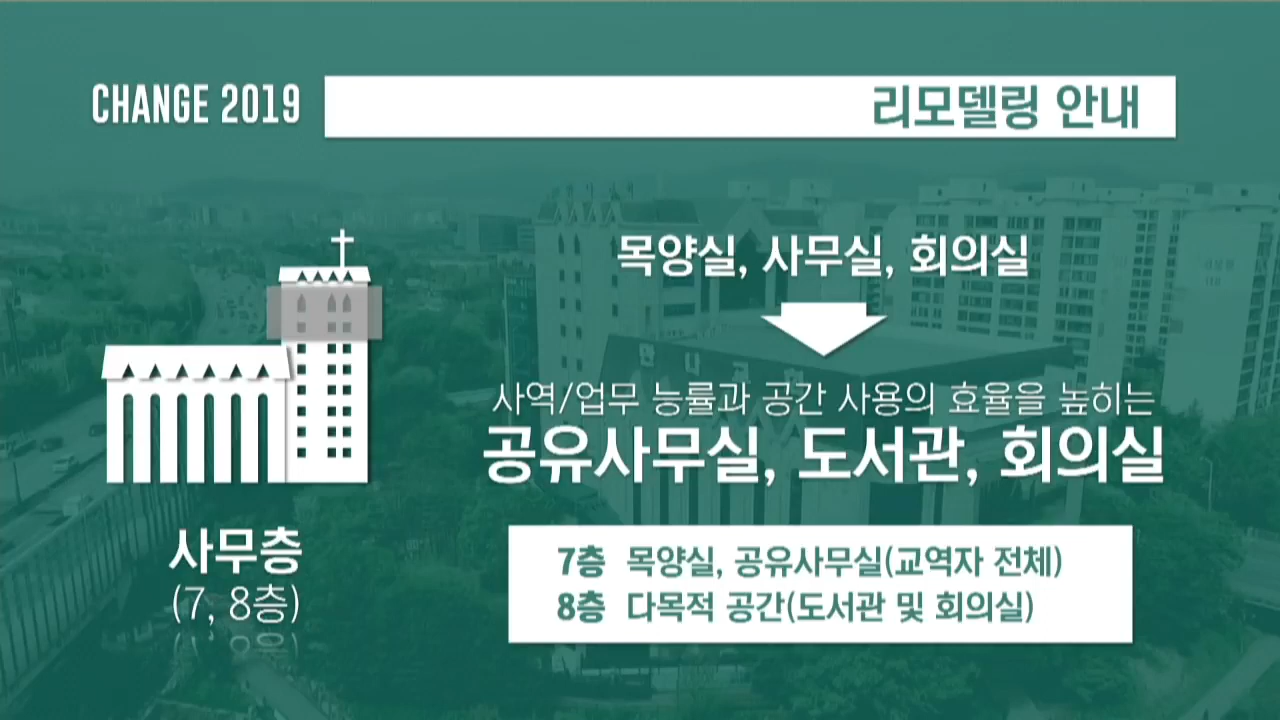 CHANGE 2019
리모델링 안내
목양실, 사무실, 회의실
사역/업무 능률과 공간 사용의 효율을 높히는
공유사무실, 도서관, 회의실
사무층
(7, 8층)
7층 목양실, 공유사무실(교역자 전체)
8층 다목적 공간(도서관 및 회의실)